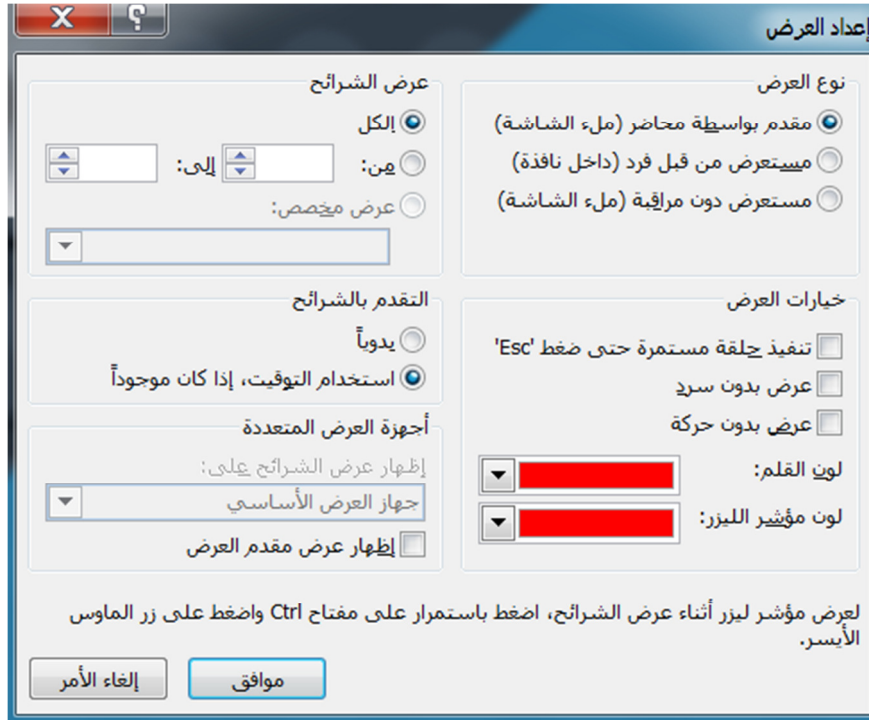 إعداد العرض
نوع العرض
مقدم بواسطة محاضر (ملء الشاشة)
مستعرض من قبل فرد (داخل نافذة)
مستعرض دون مراقبة (ملء الشاشة)
عرض الشرائح
الكل
من: إلى:
عرض مخصص:
خيارات العرض
تنفيذ حلقة مستمرة حتى ضغط 'Esc'
عرض بدون سرد
عرض بدون حركة
لون القلم:
لون مؤشر الليزر:
التقدم بالشرائح
يدوياً
استخدام التوقيت، إذا كان موجوداً
أجهزة العرض المتعددة
إظهار عرض الشرائح على:
جهاز العرض الأساسي
إظهار عرض مقدم العرض
لعرض مؤشر ليزر أثناء عرض الشرائح، اضغط باستمرار على مفتاح Ctrl واضغط على زر الماوس
الأيسر.
موافق
إلغاء الأمر